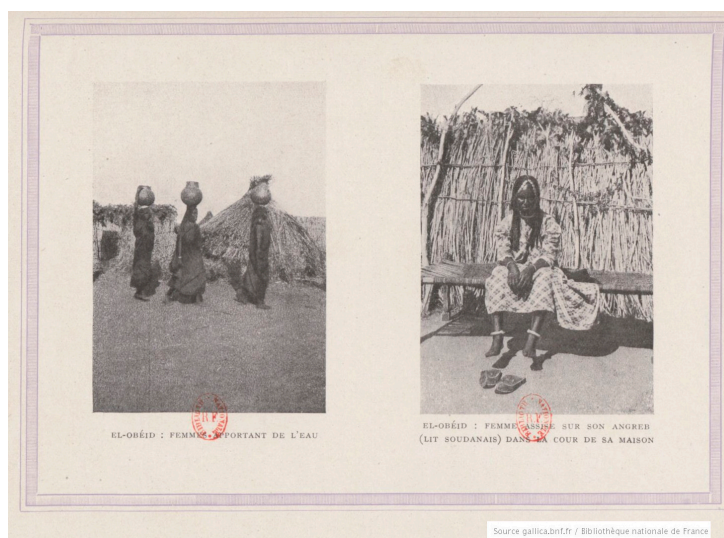 EL-OBÉID : FEMMES APPORTANT DE L'EAU
EL-OBÉID : FEMME ASSISE SUR SON ANGREB
(LIT SOUDANAIS) DANS LA COUR DE SA MAISON
Source gallica.bnf.fr / Bibliothèque nationale de France